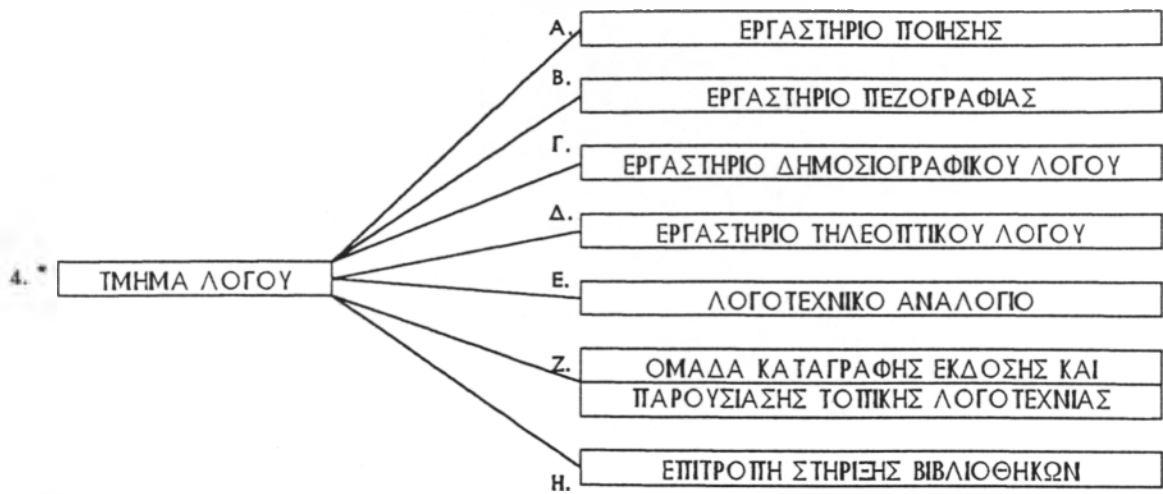 Α. ΕΡΓΑΣΤΗΡΙΟ ΠΟΙΗΣΗΣ
Β. ΕΡΓΑΣΤΗΡΙΟ ΠΕΖΟΓΡΑΦΙΑΣ
Γ. ΕΡΓΑΣΤΗΡΙΟ ΔΗΜΟΣΙΟΓΡΑΦΙΚΟΥ ΛΟΓΟΥ
Δ. ΕΡΓΑΣΤΗΡΙΟ ΤΗΛΕΟΠΤΙΚΟΥ ΛΟΓΟΥ
4. * ΤΜΗΜΑ ΛΟΓΟΥ
Ε. ΛΟΓΟΤΕΧΝΙΚΟ ΑΝΑΛΟΓΙΟ
Ζ. ΟΜΑΔΑ ΚΑΤΑΓΡΑΦΗΣ ΕΚΔΟΣΗΣ ΚΑΙ
ΠΑΡΟΥΣΙΑΣΗΣ ΤΟΠΙΚΗΣ ΛΟΓΟΤΕΧΝΙΑΣ
Η. ΕΠΙΤΡΟΠΗ ΣΤΗΡΙΞΗΣ ΒΙΒΛΙΟΘΗΚΩΝ